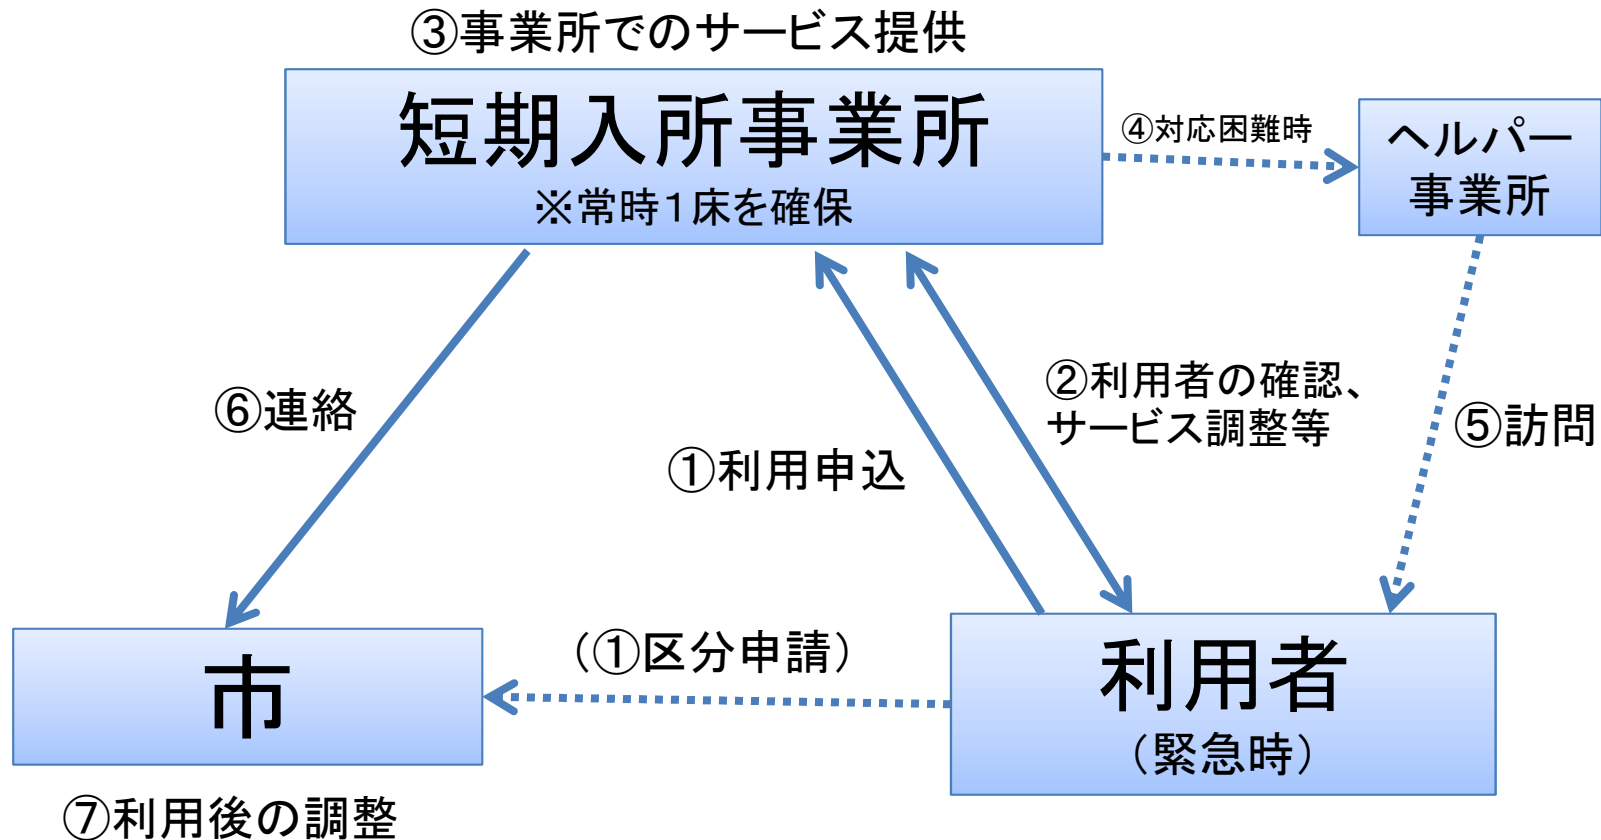 ③事業所でのサービス提供
短期入所事業所
※常時１床を確保
④対応困難時
ヘルパー
事業所
②利用者の確認、
サービス調整等
⑥連絡
⑤訪問
①利用申込
（①区分申請）
市
利用者
（緊急時）
⑦利用後の調整